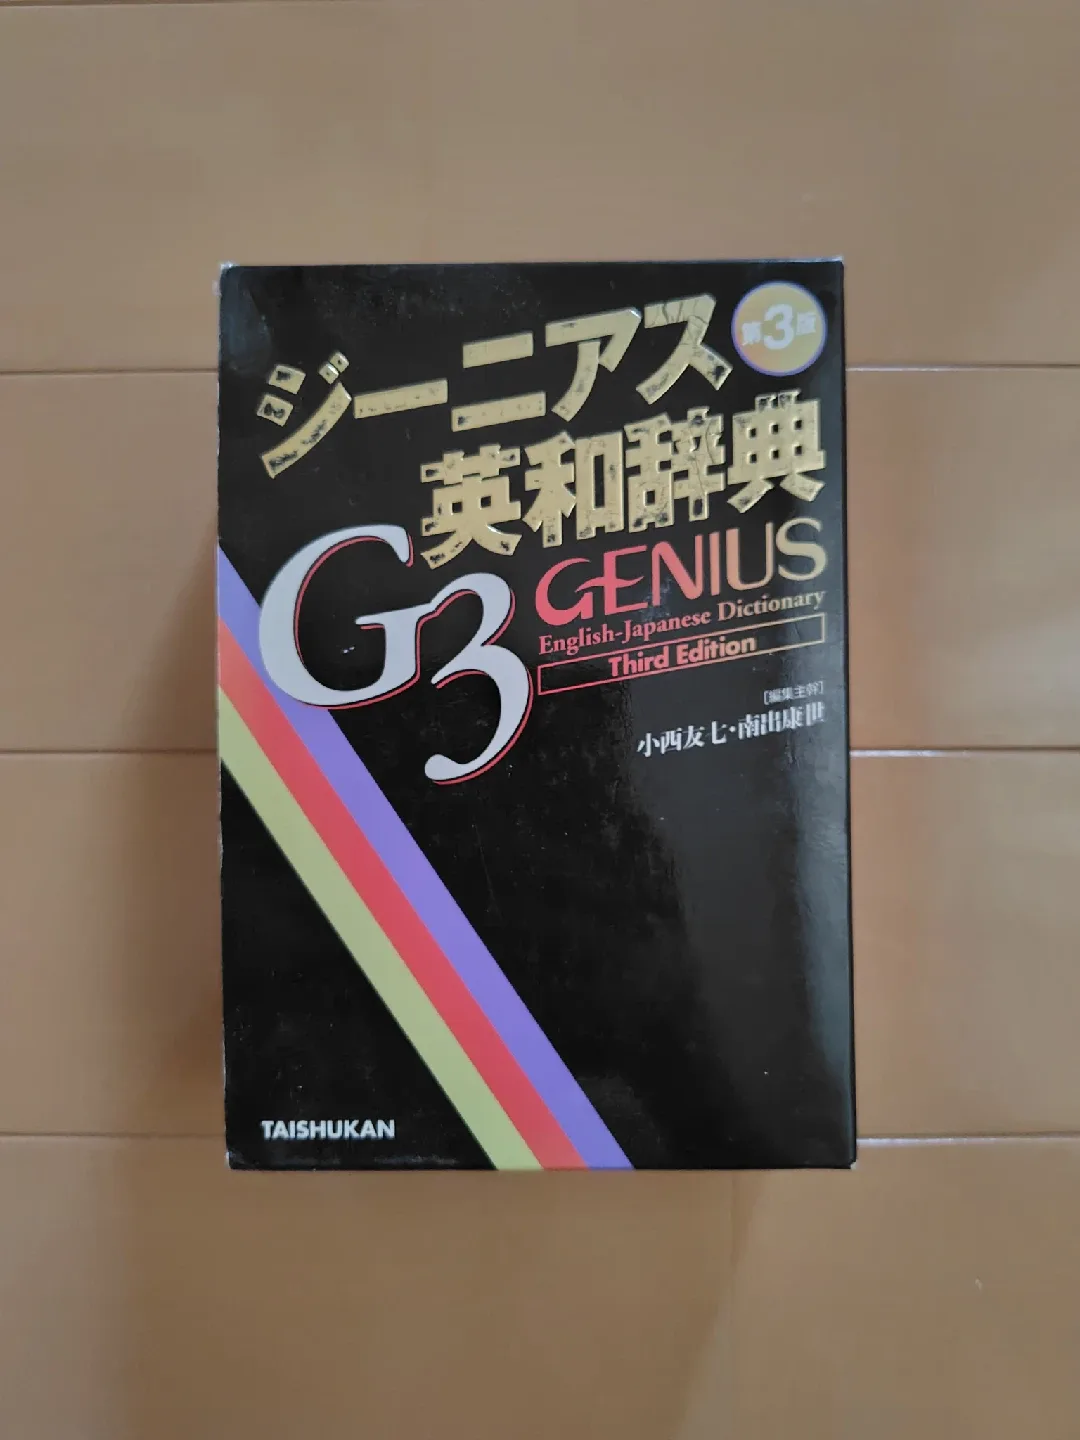 ジーニアス
第3版
英和辞典
G3
GENIUS
English-Japanese Dictionary
Third Edition
[編集主幹]
小西友七・南出康世
TAISHUKAN